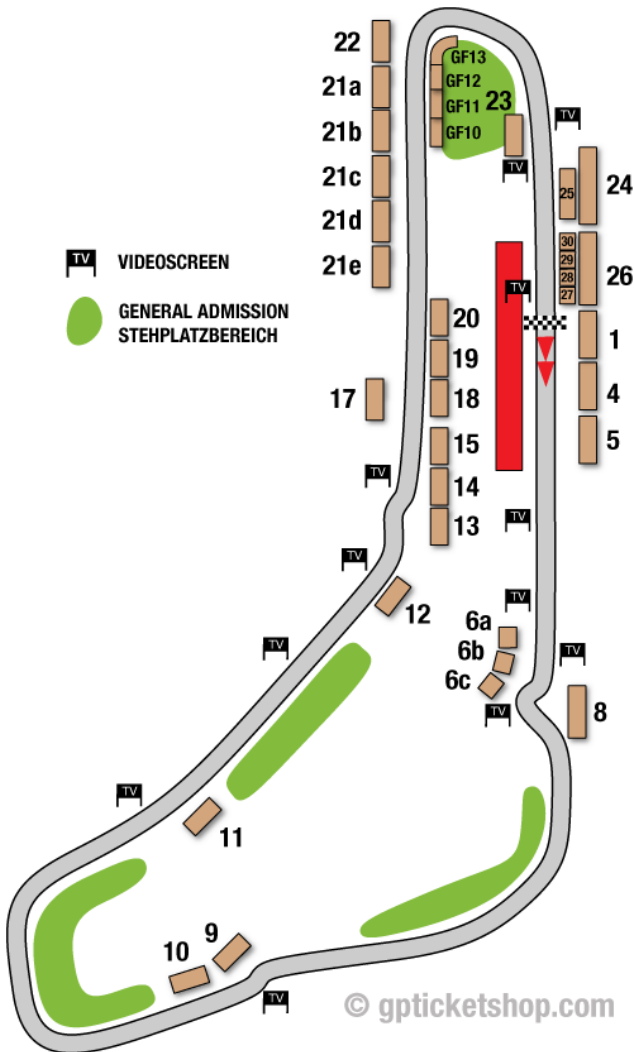 22
21a
21b
21c
21d
21e
GF13
GF12
GF11
GF10
23
TV
TV
24
25
30
29
28
27
26
TV
TV VIDEOSCREEN
GENERAL ADMISSION
STEHPLATZBEREICH
20
19
18
17
15
14
13
1
4
5
TV
TV
TV
12
TV
6a
6b
6c
TV
TV
TV
8
TV
11
9
10
TV
© gpticketshop.com